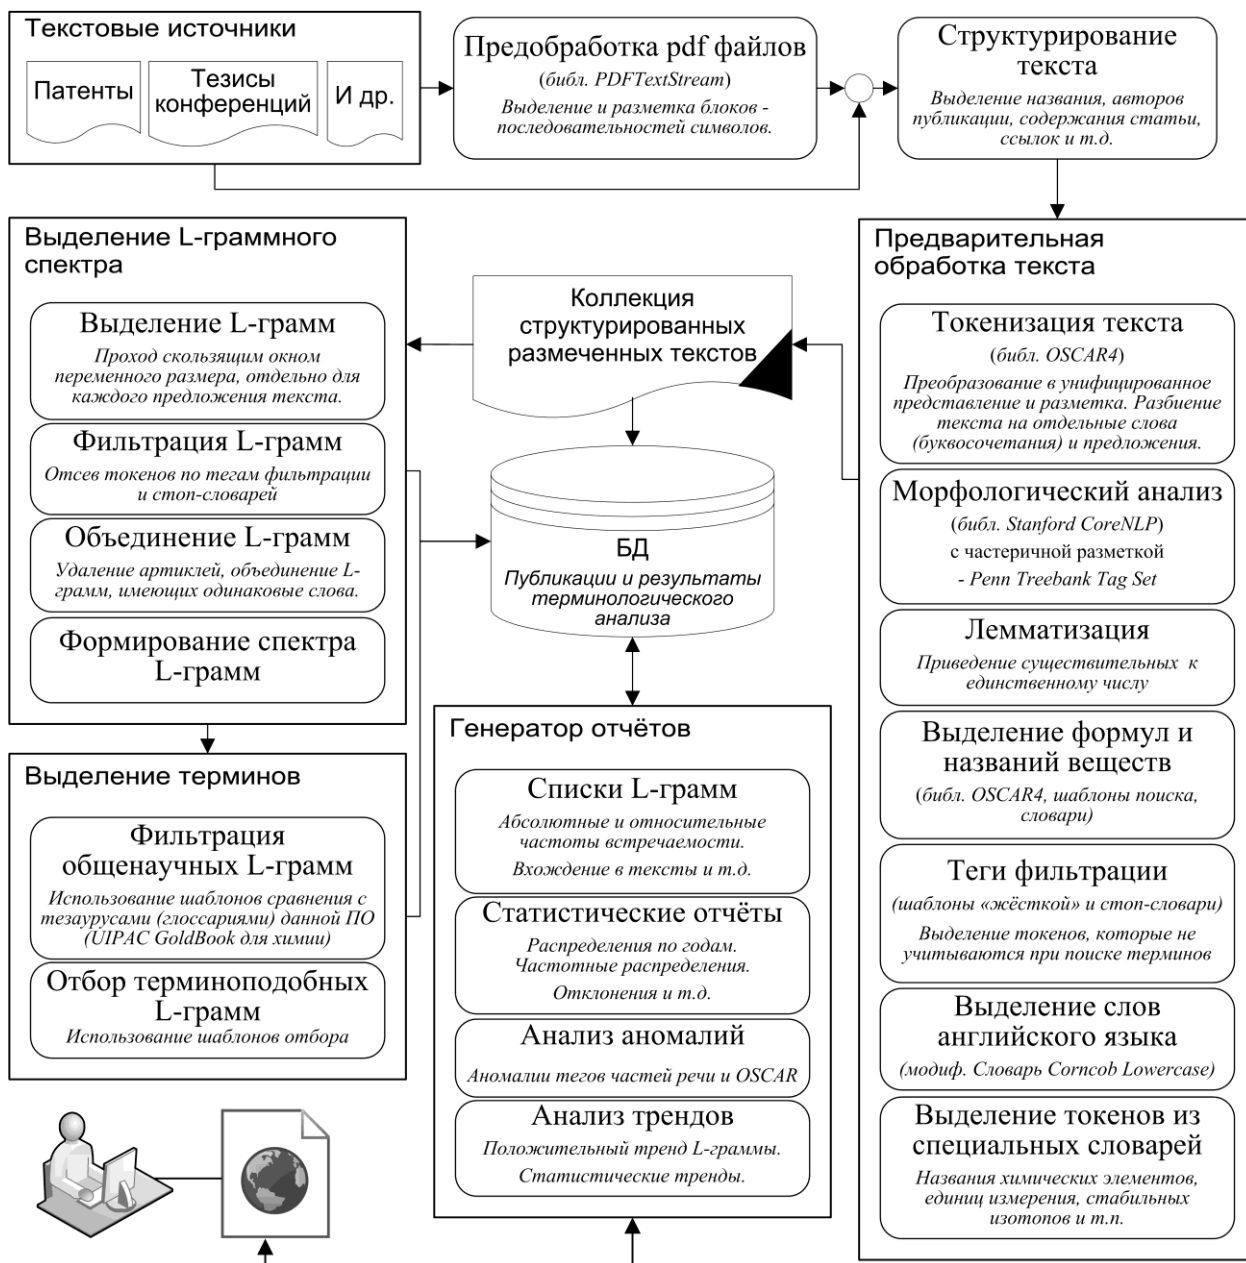 Текстовые источники
Патенты
Тезисы
конференций
И др.
Предобработка pdf файлов
(библ. PDFTextStream)
Выделение и разметка блоков -
последовательностей символов.
Структурирование
текста
Выделение названия, авторов
публикации, содержания статьи,
ссылок и т.д.
Выделение L-граммного
спектра
Выделение L-грамм
Проход скользящим окном
переменного размера, отдельно для
каждого предложения текста.
Фильтрация L-грамм
Отсев токенов по тегам фильтрации
и стоп-словарей
Объединение L-грамм
Удаление артиклей, объединение L-
грамм, имеющих одинаковые слова.
Формирование спектра
L-грамм
Выделение терминов
Фильтрация
общенаучных L-грамм
Использование шаблонов сравнения с
тезаурусами (глоссариями) данной ПО
(UIPAC GoldBook для химии)
Отбор терминоподобных
L-грамм
Использование шаблонов отбора
Коллекция
структурированных
размеченных текстов
БД
Публикации и результаты
терминологического
анализа
Генератор отчётов
Списки L-грамм
Абсолютные и относительные
частоты встречаемости.
Вхождение в тексты и т.д.
Статистические отчёты
Распределения по годам.
Частотные распределения.
Отклонения и т.д.
Анализ аномалий
Аномалии тегов частей речи и OSCAR
Анализ трендов
Положительный тренд L-граммы.
Статистические тренды.
Предварительная
обработка текста
Токенизация текста
(библ. OSCAR4)
Преобразование в унифицированное
представление и разметка. Разбиение
текста на отдельные слова
(буквосочетания) и предложения.
Морфологический анализ
(библ. Stanford CoreNLP)
с частеричной разметкой
- Penn Treebank Tag Set
Лемматизация
Приведение существительных к
единственному числу
Выделение формул и
названий веществ
(библ. OSCAR4, шаблоны поиска,
словари)
Теги фильтрации
(шаблоны «жёсткой» и стоп-словари)
Выделение токенов, которые не
учитываются при поиске терминов
Выделение слов
английского языка
(модиф. Словарь Corncob Lowercase)
Выделение токенов из
специальных словарей
Названия химических элементов,
единиц измерения, стабильных
изотопов и т.п.